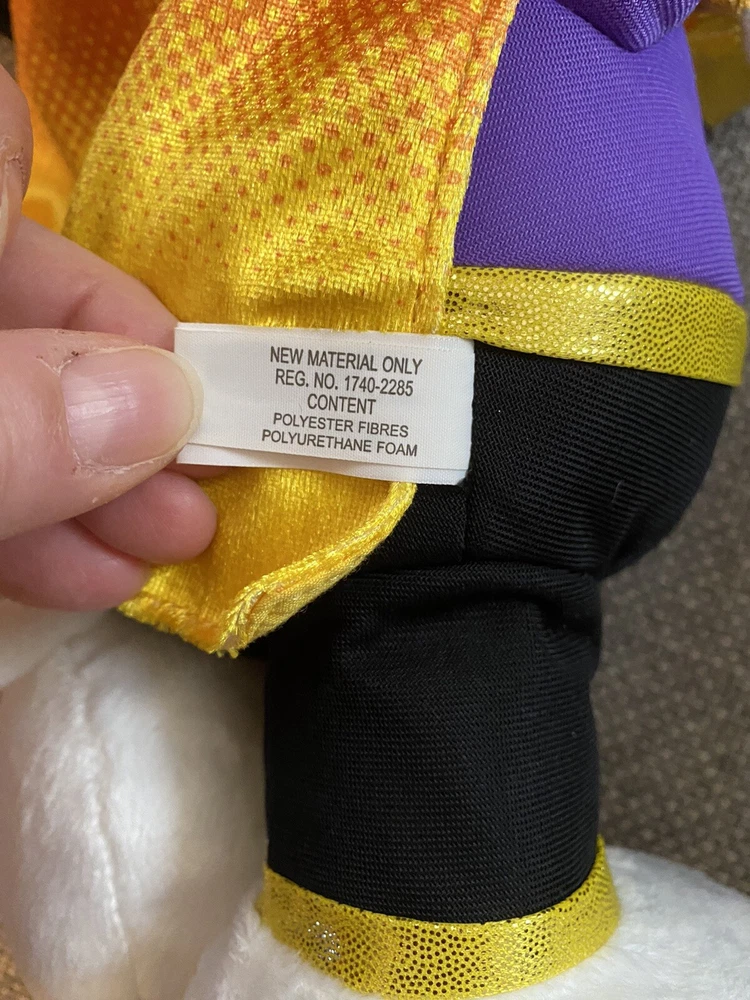 NEW MATERIAL ONLY
REG. NO. 1740-2285
CONTENT
POLYESTER FIBRES
POLYURETHANE FOAM